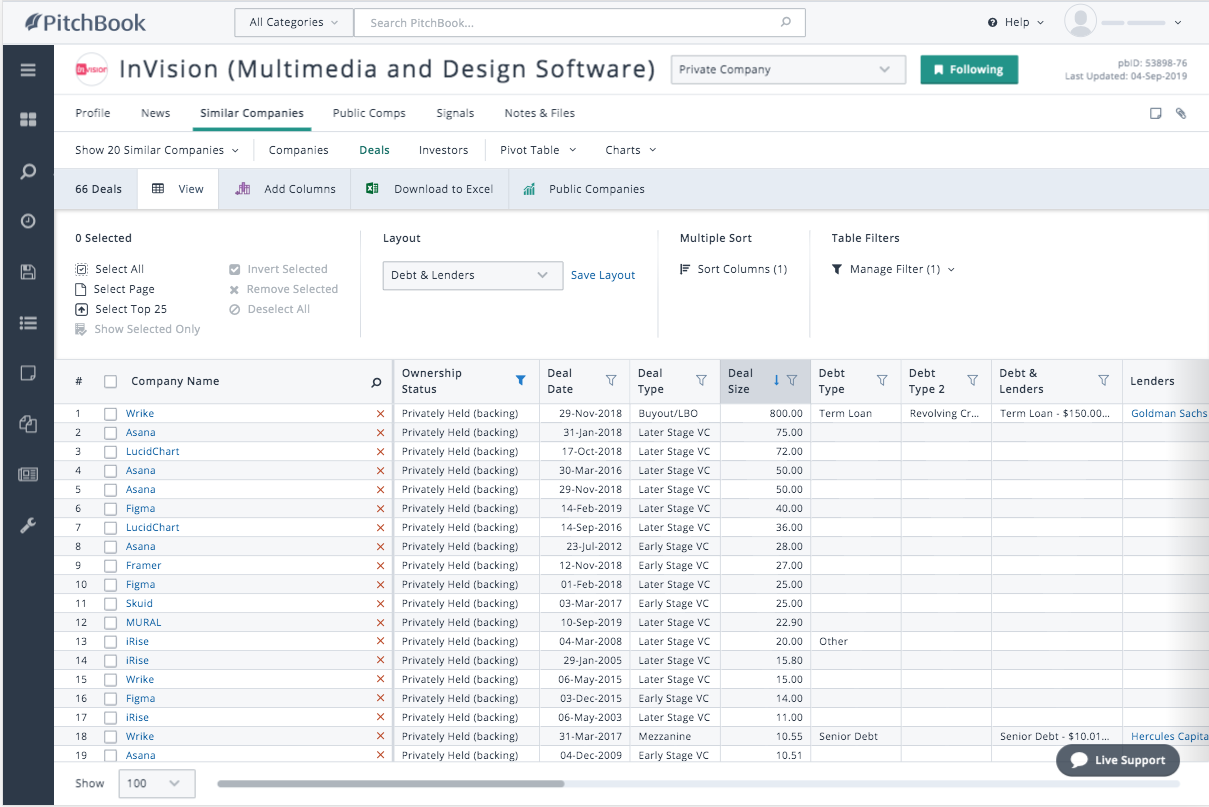 PitchBook All Categories Search PitchBook... Help
InVision InVision (Multimedia and Design Software) Private Company Following pbID: 53898-76
Last Updated: 04-Sep-2019
Profile News Similar Companies Public Comps Signals Notes & Files
Show 20 Similar Companies Companies Deals Investors Pivot Table Charts
66 Deals View Add Columns Download to Excel Public Companies
0 Selected Layout Multiple Sort Table Filters
Select All Invert Selected Debt & Lenders Save Layout Sort Columns (1) Manage Filter (1)
Select Page Remove Selected
Select Top 25 Deselect All
Show Selected Only
# Company Name Ownership Status Deal Date Deal Type Deal Size Debt Type Debt Type 2 Debt & Lenders Lenders
1 Wrike Privately Held (backing) 29-Nov-2018 Buyout/LBO 800.00 Term Loan Revolving Cr... Term Loan - $150.00... Goldman Sachs
2 Asana Privately Held (backing) 31-Jan-2018 Later Stage VC 75.00
3 LucidChart Privately Held (backing) 17-Oct-2018 Later Stage VC 72.00
4 Asana Privately Held (backing) 30-Mar-2016 Later Stage VC 50.00
5 Asana Privately Held (backing) 29-Nov-2018 Later Stage VC 50.00
6 Figma Privately Held (backing) 14-Feb-2019 Later Stage VC 40.00
7 LucidChart Privately Held (backing) 14-Sep-2016 Later Stage VC 36.00
8 Asana Privately Held (backing) 23-Jul-2012 Early Stage VC 28.00
9 Framer Privately Held (backing) 12-Nov-2018 Early Stage VC 27.00
10 Figma Privately Held (backing) 01-Feb-2018 Later Stage VC 25.00
11 Skuid Privately Held (backing) 03-Mar-2017 Early Stage VC 25.00
12 MURAL Privately Held (backing) 10-Sep-2019 Later Stage VC 22.90
13 iRise Privately Held (backing) 04-Mar-2008 Later Stage VC 20.00 Other
14 iRise Privately Held (backing) 29-Jan-2005 Later Stage VC 15.80
15 Wrike Privately Held (backing) 06-May-2015 Later Stage VC 15.00
16 Figma Privately Held (backing) 03-Dec-2015 Early Stage VC 14.00
17 iRise Privately Held (backing) 06-May-2003 Later Stage VC 11.00
18 Wrike Privately Held (backing) 31-Mar-2017 Mezzanine 10.55 Senior Debt Senior Debt - $10.01... Hercules Capita
19 Asana Privately Held (backing) 04-Dec-2009 Early Stage VC 10.51
Live Support
Show 100